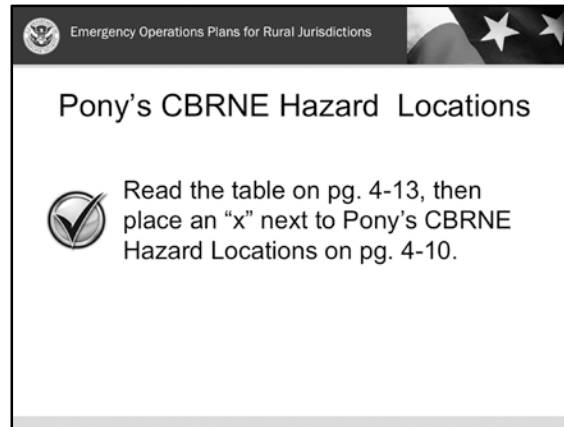 Emergency Operations Plans for Rural Jurisdictions
Pony's CBRNE Hazard Locations
Read the table on pg. 4-13, then
place an “x” next to Pony's CBRNE
Hazard Locations on pg. 4-10.